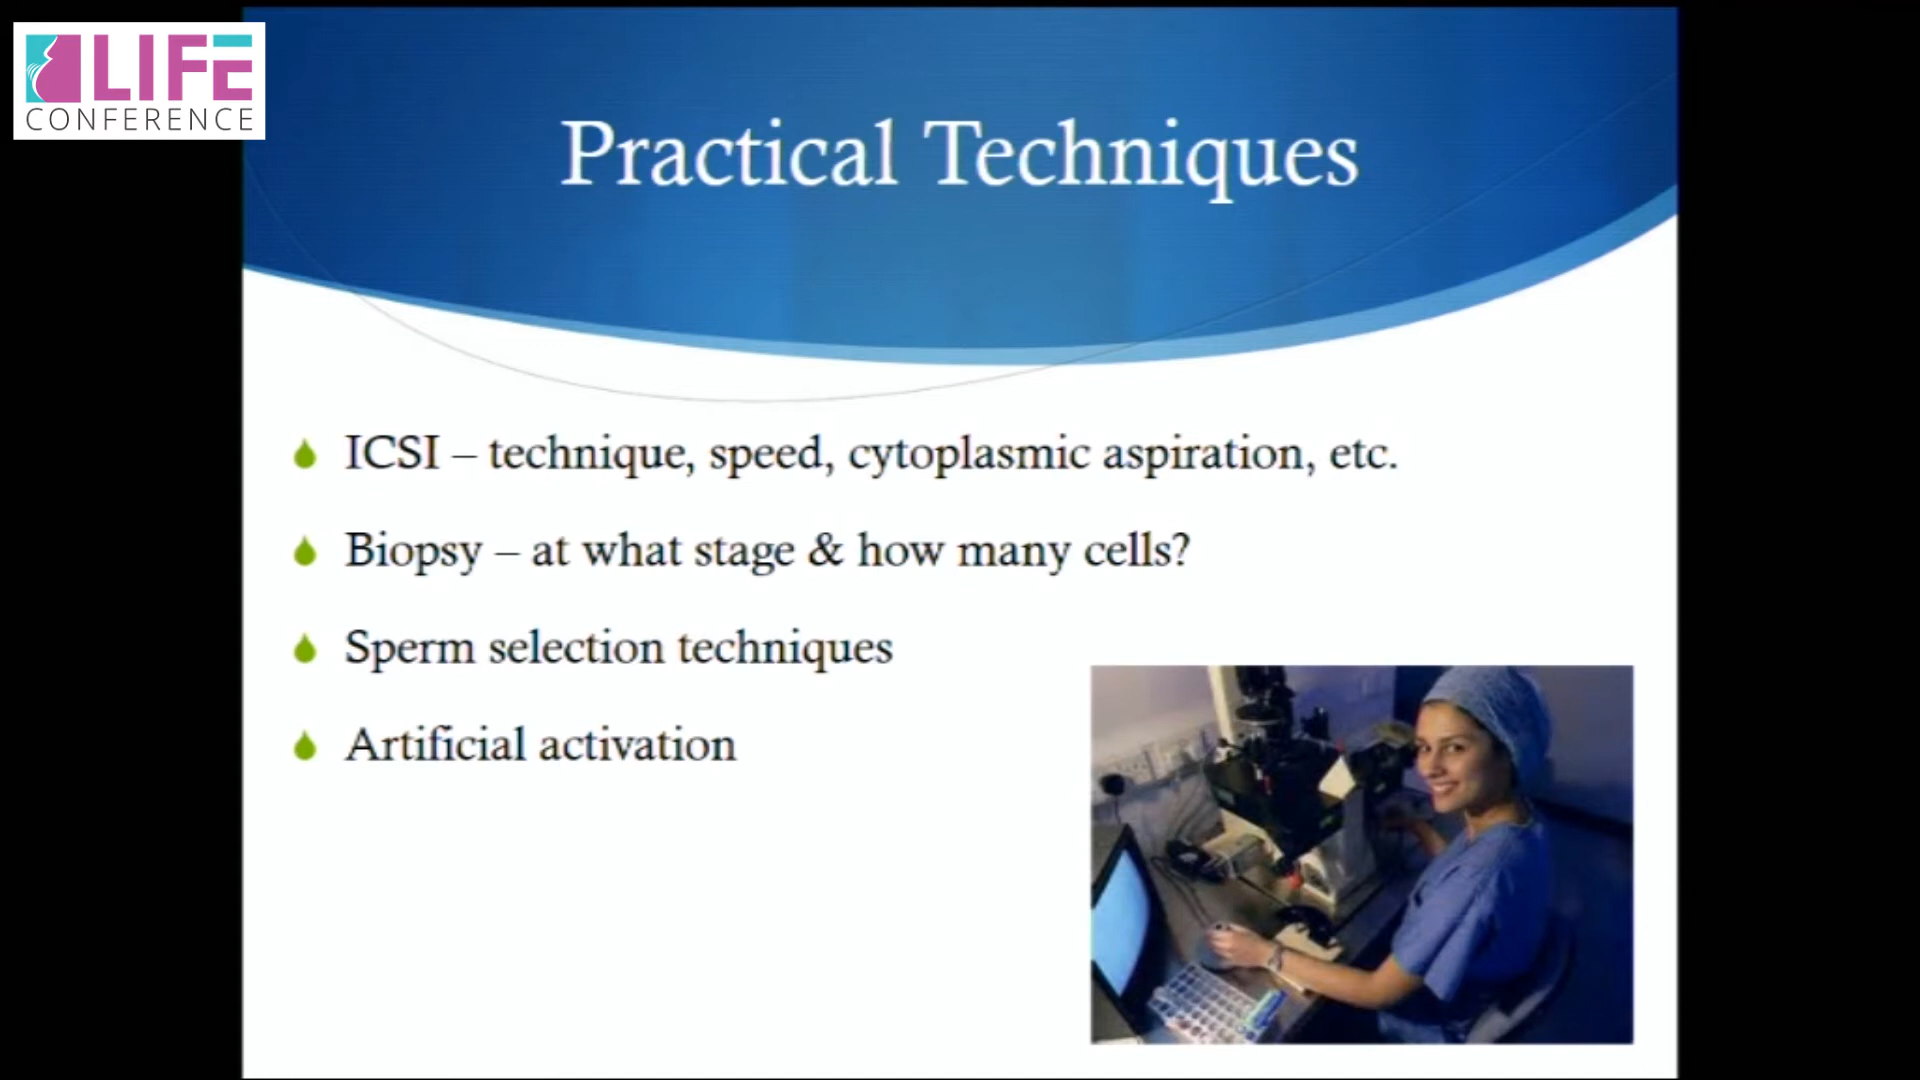 LIFE
CONFERENCE
Practical Techniques
ICSI – technique, speed, cytoplasmic aspiration, etc.
Biopsy – at what stage & how many cells?
Sperm selection techniques
Artificial activation